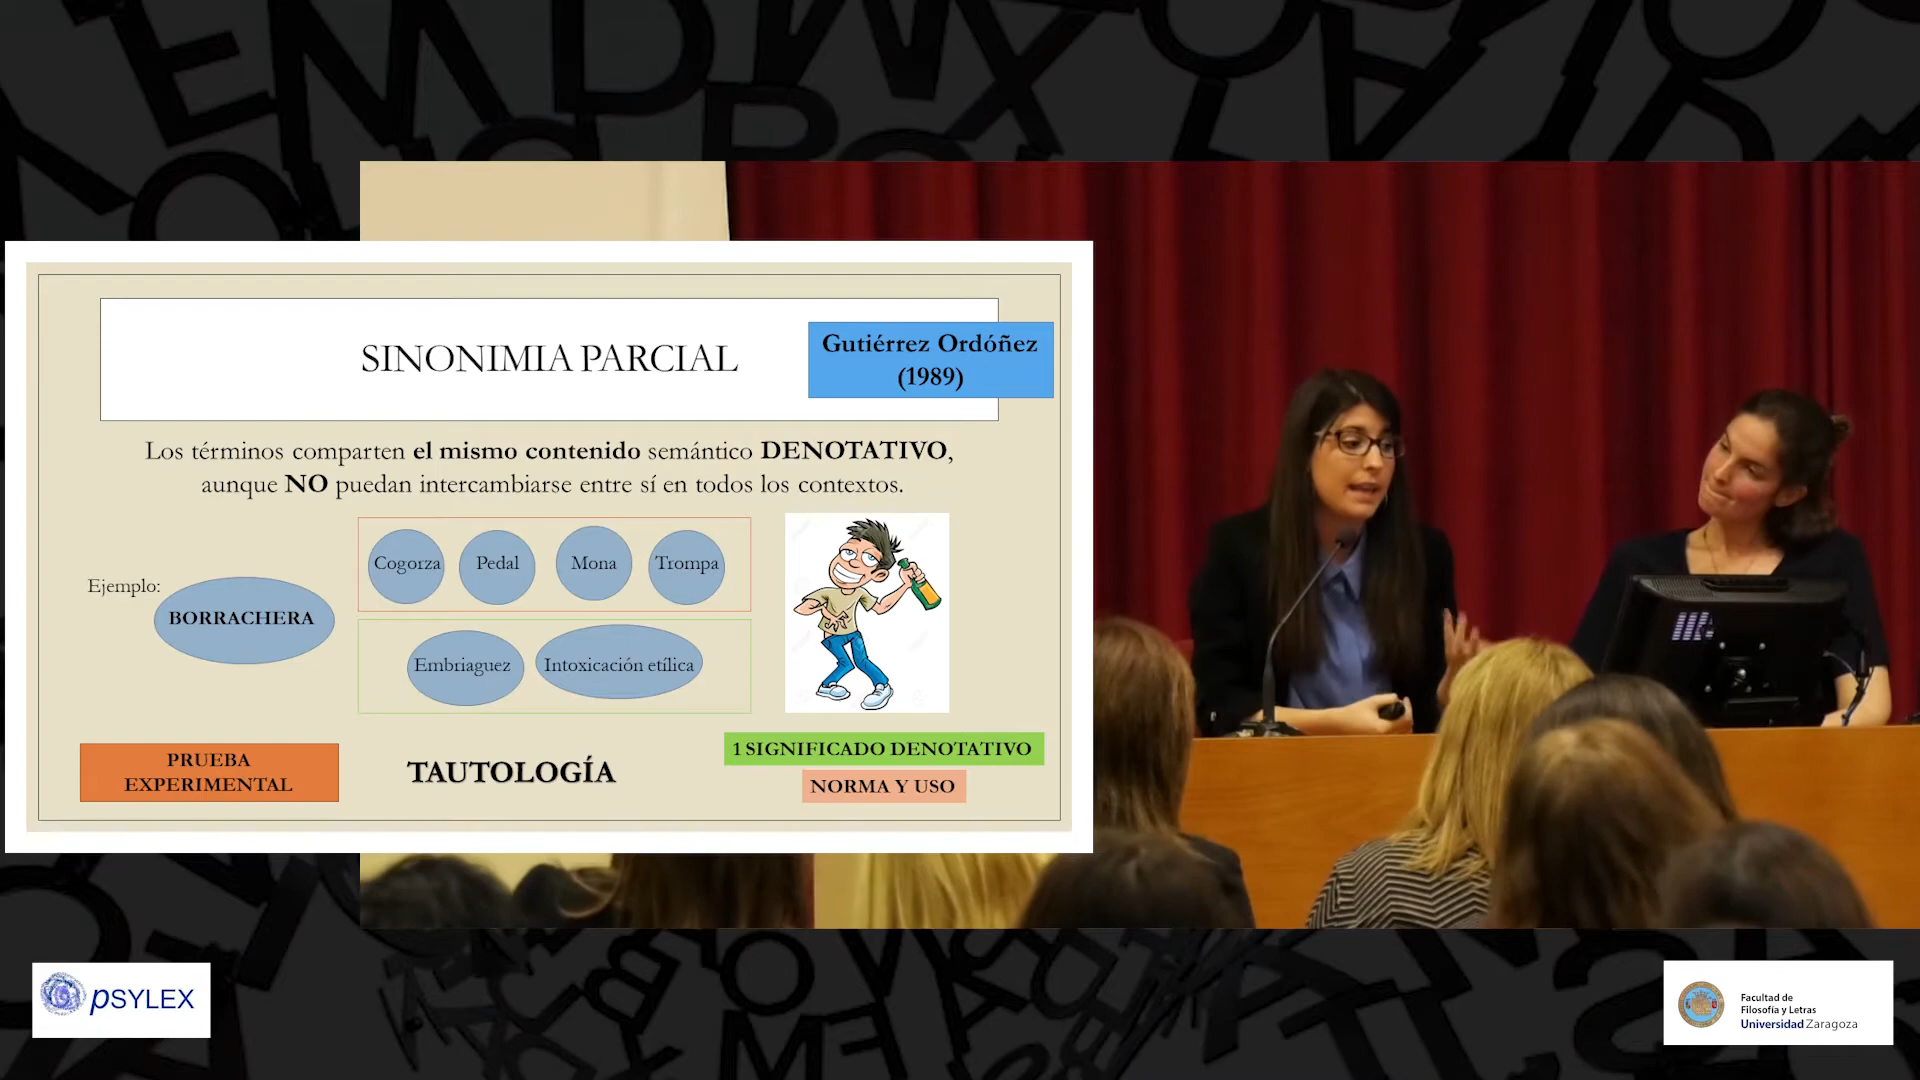 SINONIMIA PARCIAL
Gutiérrez Ordóñez
(1989)
Los términos comparten el mismo contenido semántico DENOTATIVO,
aunque NO puedan intercambiarse entre sí en todos los contextos.
Ejemplo:
BORRACHERA
Cogorza
Pedal
Mona
Trompa
Embriaguez
Intoxicación etílica
PRUEBA
EXPERIMENTAL
TAUTOLOGÍA
1 SIGNIFICADO DENOTATIVO
NORMA Y USO
PSYLEX
Facultad de
Filosofía y Letras
Universidad Zaragoza